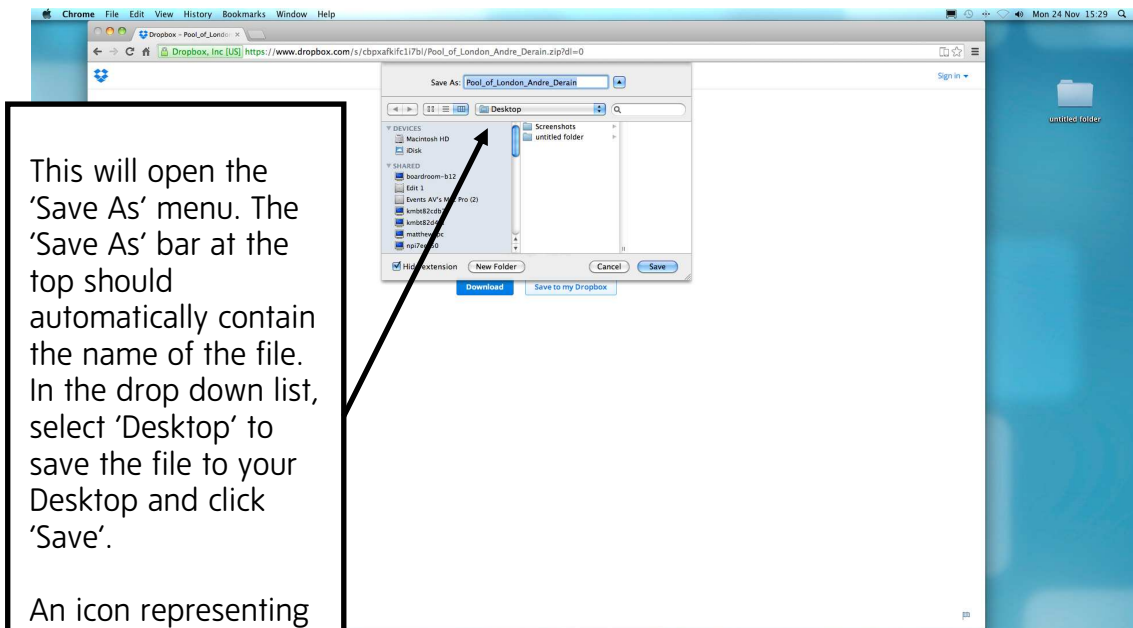 Chrome File Edit View History Bookmarks Window Help
Mon 24 Nov 15:29
Dropbox - Pool_of_Londo
Dropbox, Inc [US] https://www.dropbox.com/s/cbpxafkifc1i7bl/Pool_of_London_Andre_Derain.zip?dl=0
Sign in
Save As: Pool_of_London_Andre_Derain
Desktop
DEVICES
Macintosh HD
iDisk
SHARED
boardroom-b12
Edit 1
Events AV's Pro (2)
Screenshots
untitled folder
extension
New Folder
Cancel
Save
Download
Save to my Dropbox
untitled folder
This will open the
‘Save As’ menu. The
‘Save As’ bar at the
top should
automatically contain
the name of the file.
In the drop down list,
select ‘Desktop’ to
save the file to your
Desktop and click
‘Save’.
An icon representing